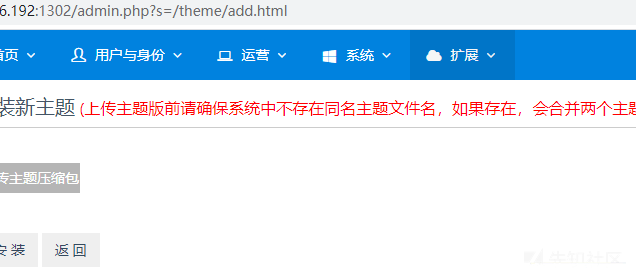 6.192:1302/admin.php?s=/theme/add.html
首页 用户与身份 运营 系统 扩展
装新主题 (上传主题版前请确保系统中不存在同名主题文件名，如果存在，会合并两个主题
传主题压缩包
安 装 返 回
先知社区